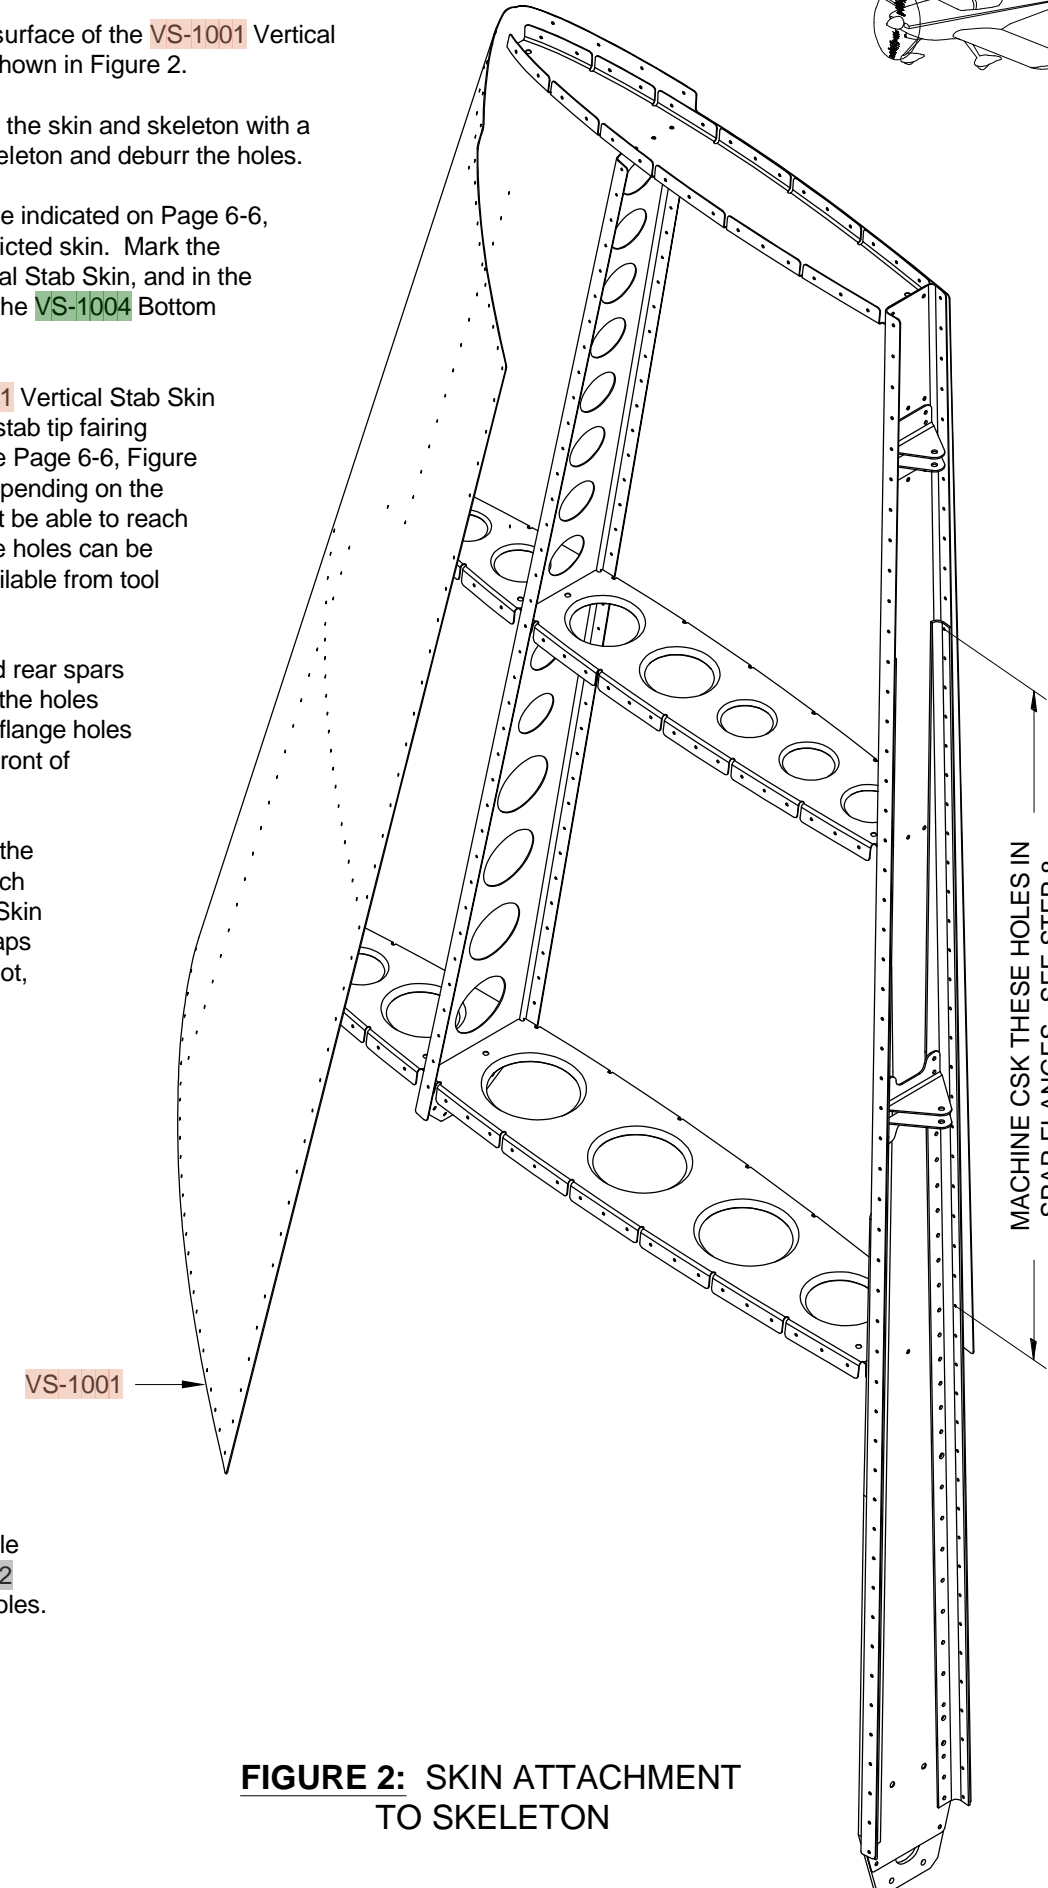 surface of the VS-1001 Vertical
hown in Figure 2.
the skin and skeleton with a
eleton and deburr the holes.
e indicated on Page 6-6,
icted skin. Mark the
al Stab Skin, and in the
he VS-1004 Bottom
1 Vertical Stab Skin
stab tip fairing
e Page 6-6, Figure
pending on the
t be able to reach
e holes can be
ilable from tool
d rear spars
the holes
flange holes
ront of
the
ch
Skin
aps
ot,
MACHINE CSK THESE HOLES IN
VS-1001
le
2
oles.
FIGURE 2: SKIN ATTACHMENT
TO SKELETON